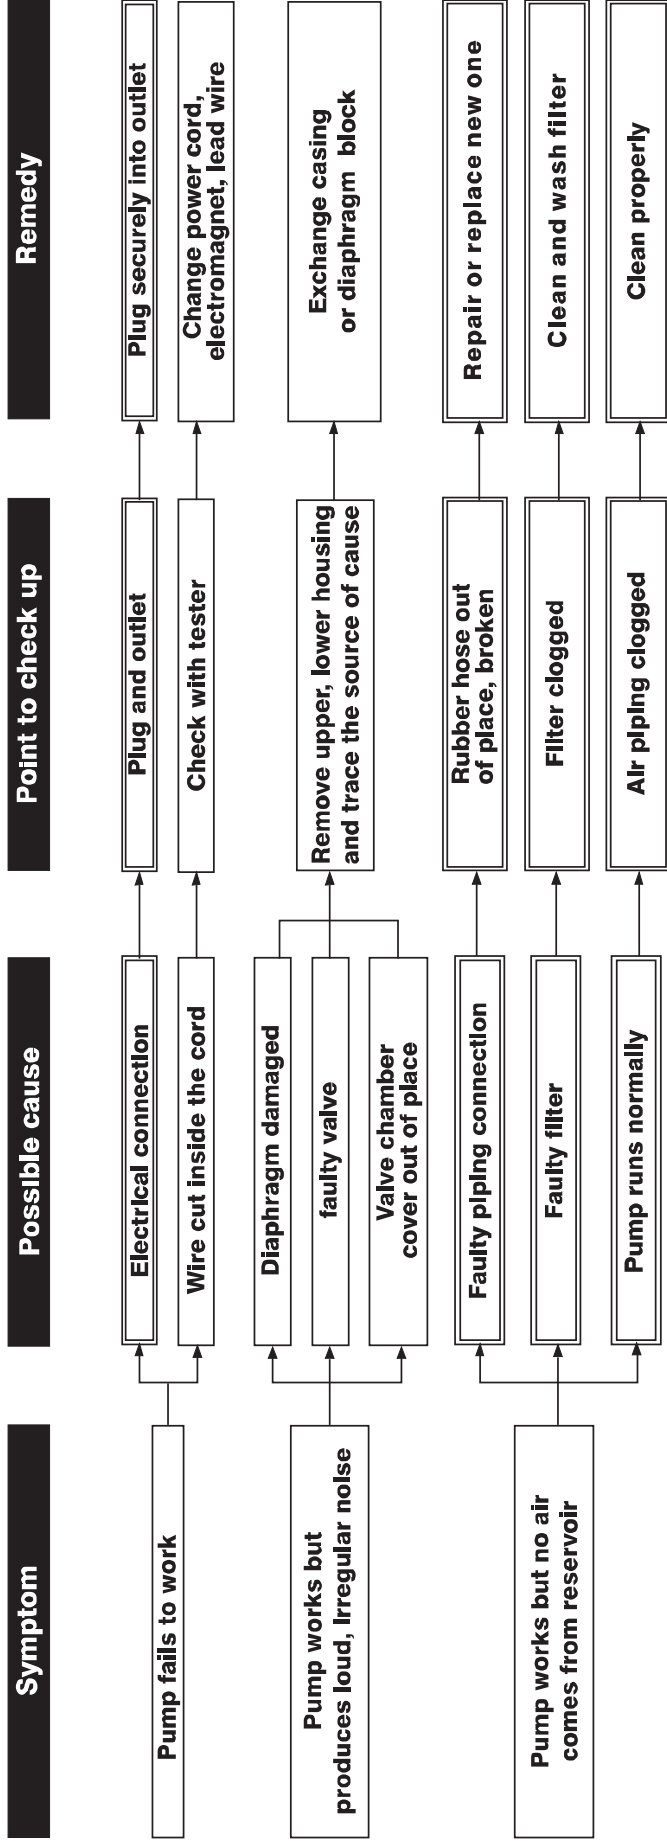 Symptom
Possible cause
Point to check up
Remedy
Pump fails to work
Electrical connection
Plug and outlet
Plug securely into outlet
Wire cut inside the cord
Check with tester
Change power cord,
electromagnet, lead wire
Pump works but
produces loud, Irregular noise
Diaphragm damaged
faulty valve
Valve chamber
cover out of place
Remove upper, lower housing
and trace the source of cause
Exchange casing
or diaphragm block
Pump works but no air
comes from reservoir
Faulty piping connection
Rubber hose out
of place, broken
Repair or replace new one
Faulty filter
Filter clogged
Clean and wash filter
Pump runs normally
Air piping clogged
Clean properly